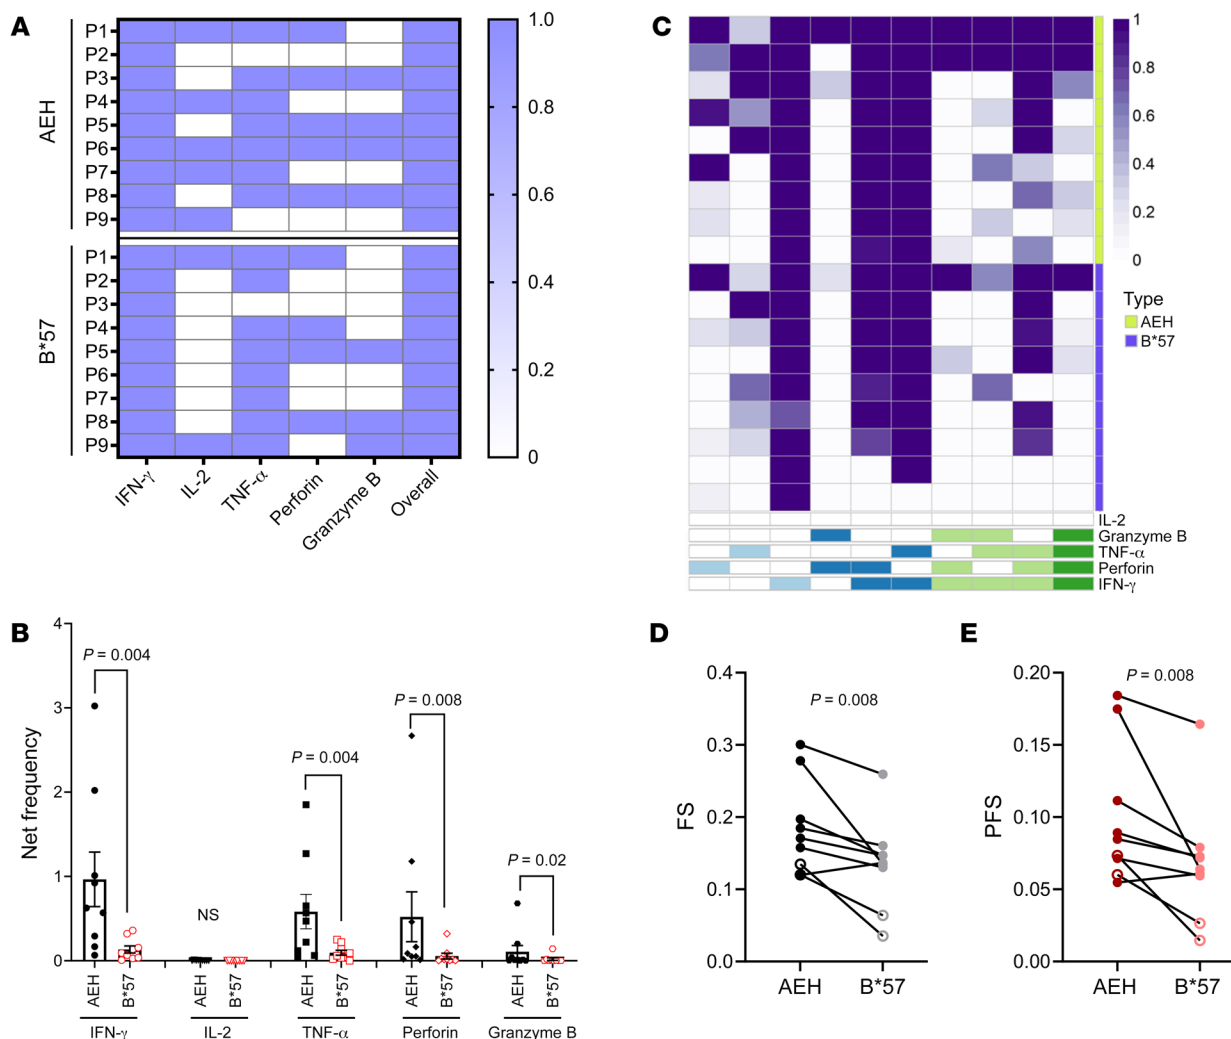 A
AEH
P1
P2
P3
P4
P5
P6
P7
P8
P9
B*57
P1
P2
P3
P4
P5
P6
P7
P8
P9
IFN-γ
IL-2
TNF-α
Perforin
Granzyme B
Overall
1.0
0.8
0.6
0.4
0.2
0
C
1
0.8
0.6
0.4
0.2
0
Type
AEH
B*57
IL-2
Granzyme B
TNF-α
Perforin
IFN-γ
B
Net frequency
4
3
2
1
0
P = 0.004
NS
P = 0.004
P = 0.008
P = 0.02
AEH
B*57
AEH
B*57
AEH
B*57
AEH
B*57
AEH
B*57
IFN-γ
IL-2
TNF-α
Perforin
Granzyme B
D
FS
0.4
0.3
0.2
0.1
0.0
P = 0.008
AEH
B*57
E
PFS
0.20
0.15
0.10
0.05
0.00
P = 0.008
AEH
B*57